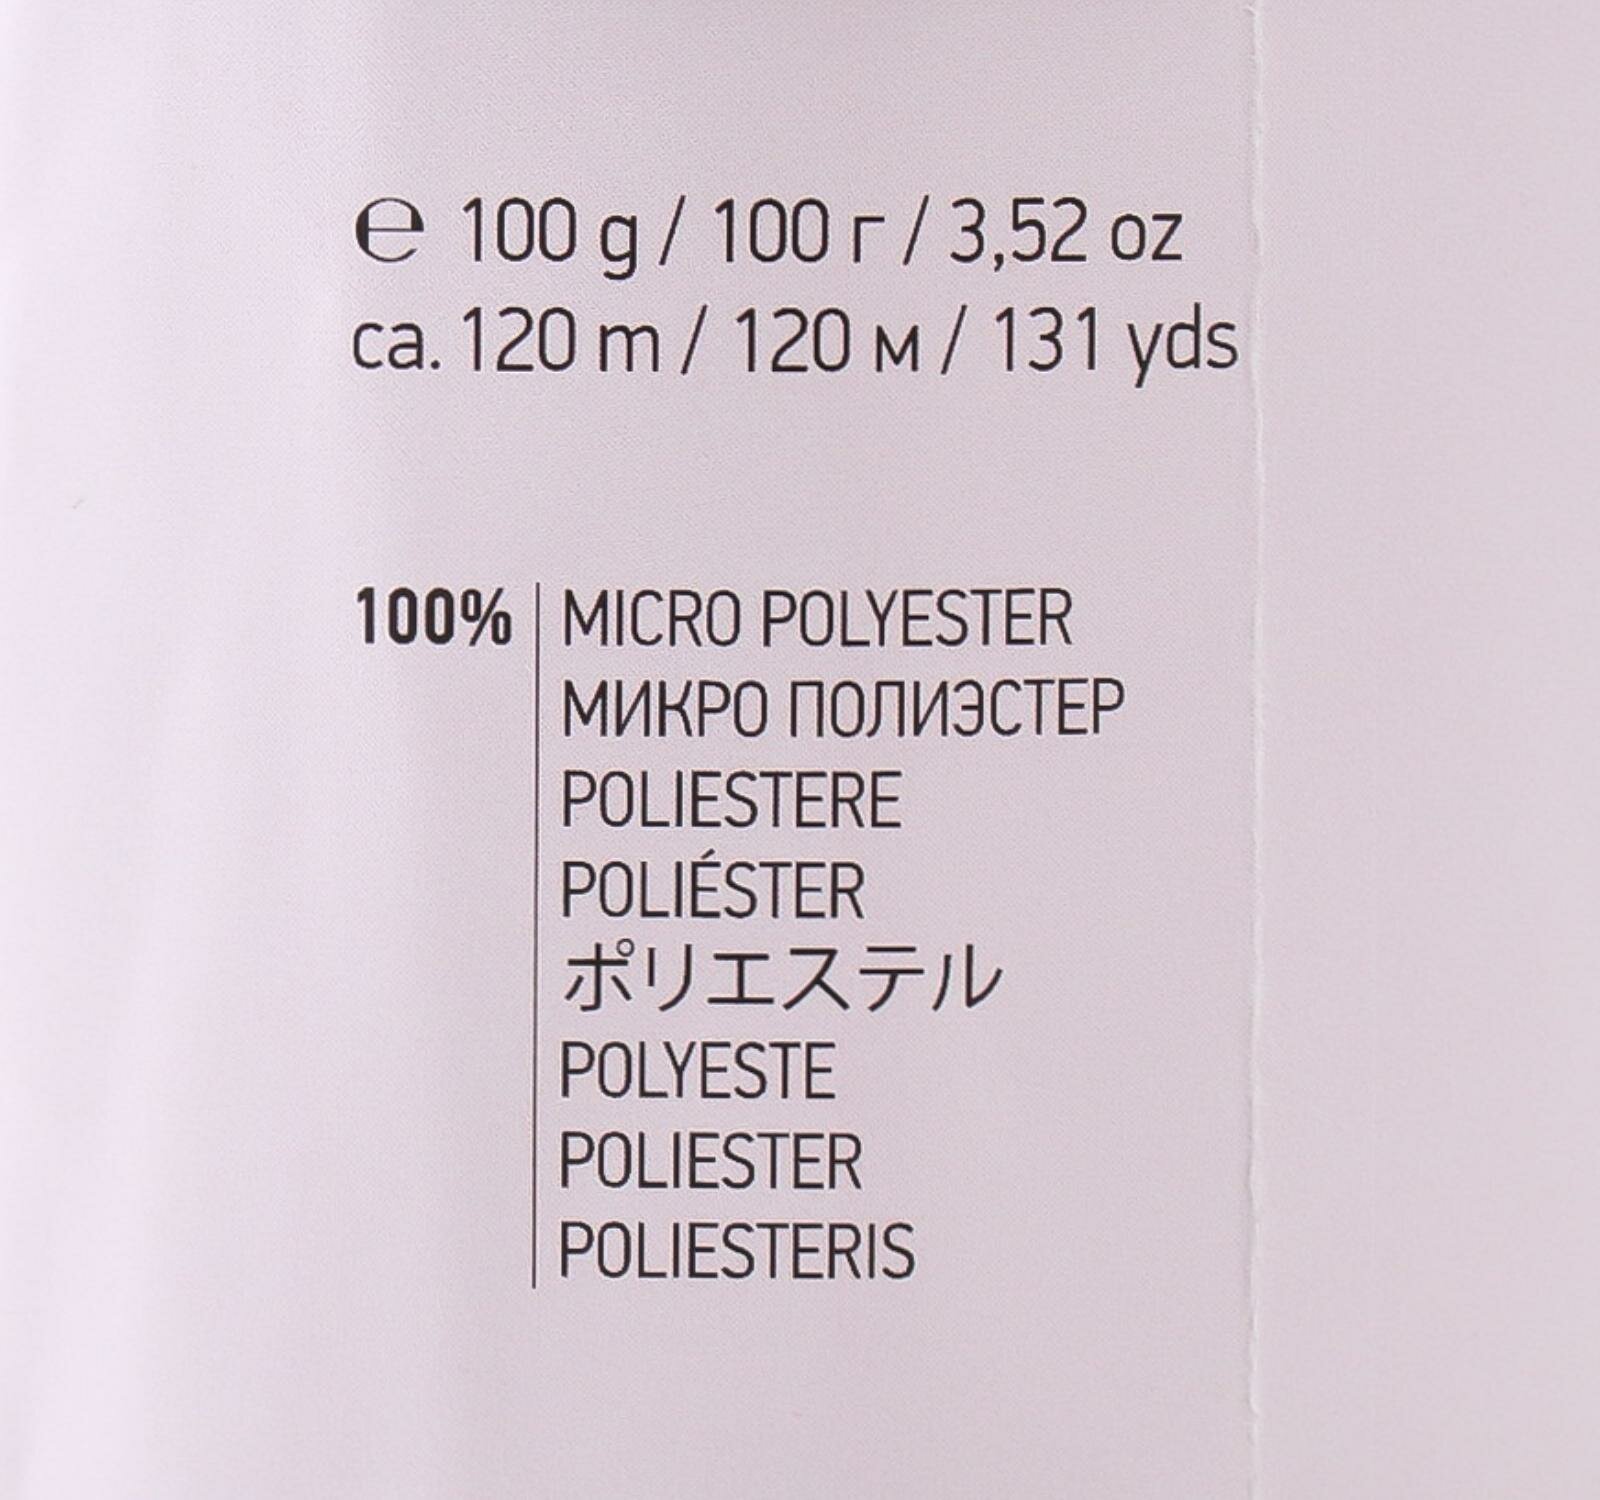 ℮ 100 g / 100 г / 3,52 oz
ca. 120 m / 120 м / 131 yds
100% MICRO POLYESTER
МИКРО ПОЛИЭСТЕР
POLIESTERE
POLIÉSTER
ポリエステル
POLYESTE
POLIESTER
POLIESTERIS